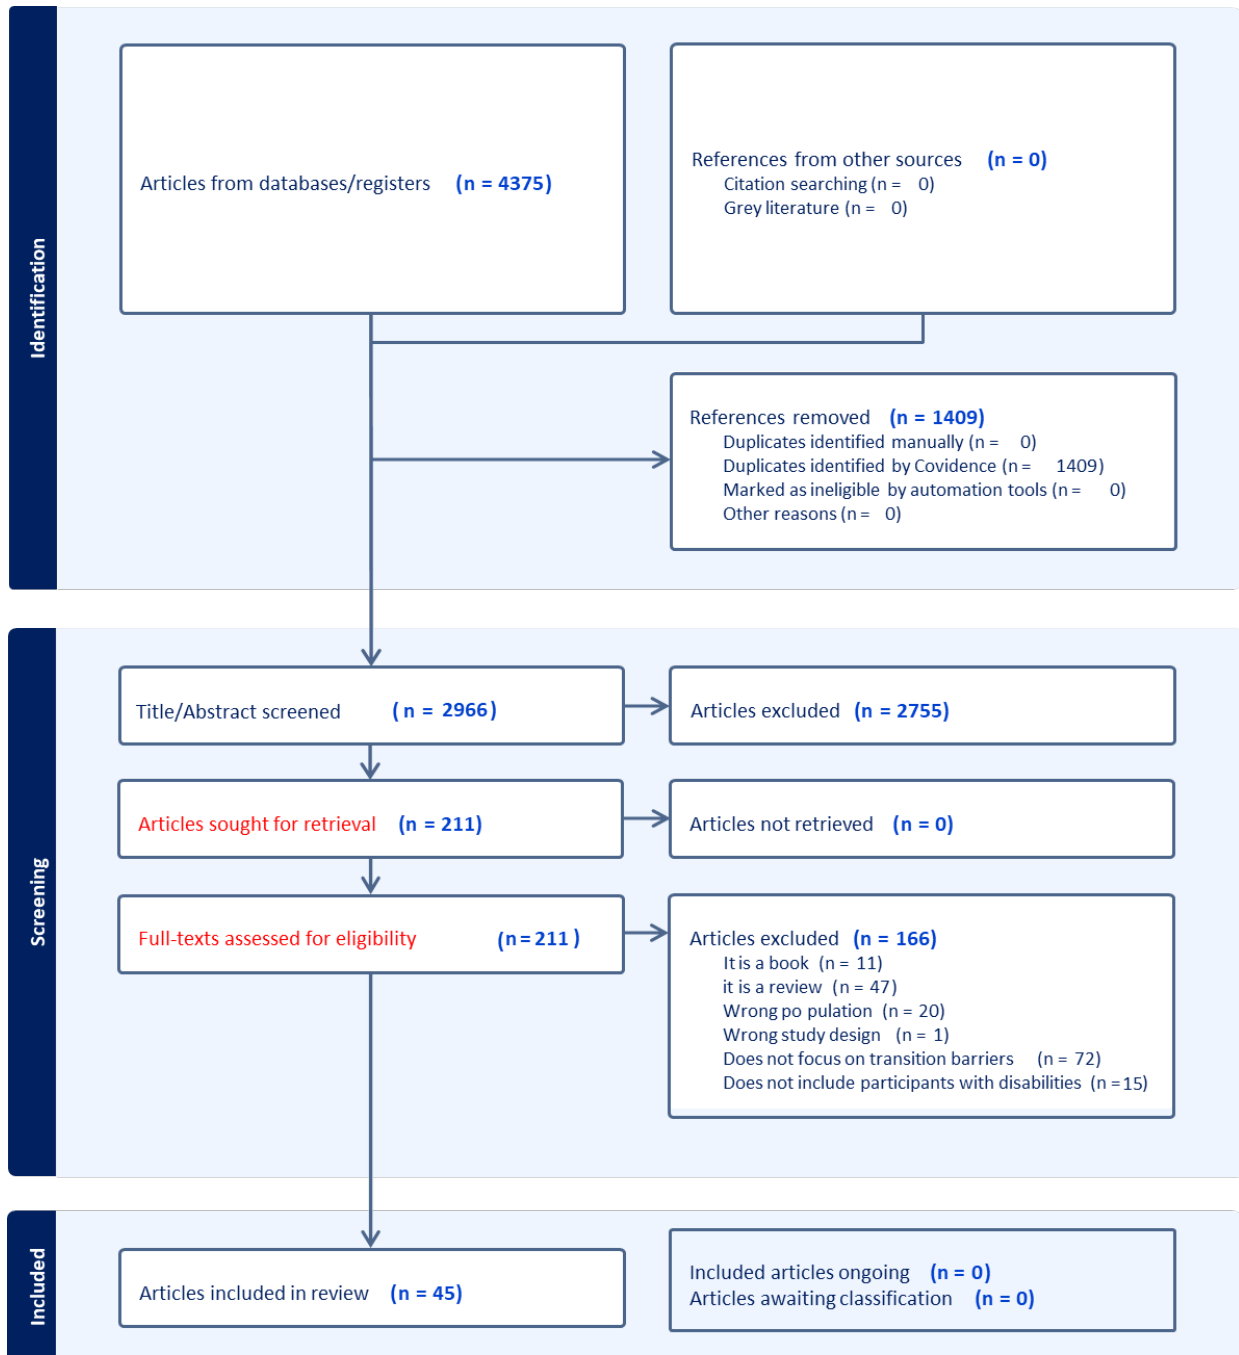 Identification
Articles from databases/registers (n = 4375)
References from other sources (n = 0)
Citation searching (n = 0)
Grey literature (n = 0)
References removed (n = 1409)
Duplicates identified manually (n = 0)
Duplicates identified by Covidence (n = 1409)
Marked as ineligible by automation tools (n = 0)
Other reasons (n = 0)
Screening
Title/Abstract screened ( n = 2966)
Articles excluded (n = 2755)
Articles sought for retrieval (n = 211)
Articles not retrieved (n = 0)
Full-texts assessed for eligibility (n = 211 )
Articles excluded (n = 166)
It is a book (n = 11)
it is a review (n = 47)
Wrong po pulation (n = 20)
Wrong study design (n = 1)
Does not focus on transition barriers (n = 72)
Does not include participants with disabilities (n =15)
Included
Articles included in review (n = 45)
Included articles ongoing (n = 0)
Articles awaiting classification (n = 0)